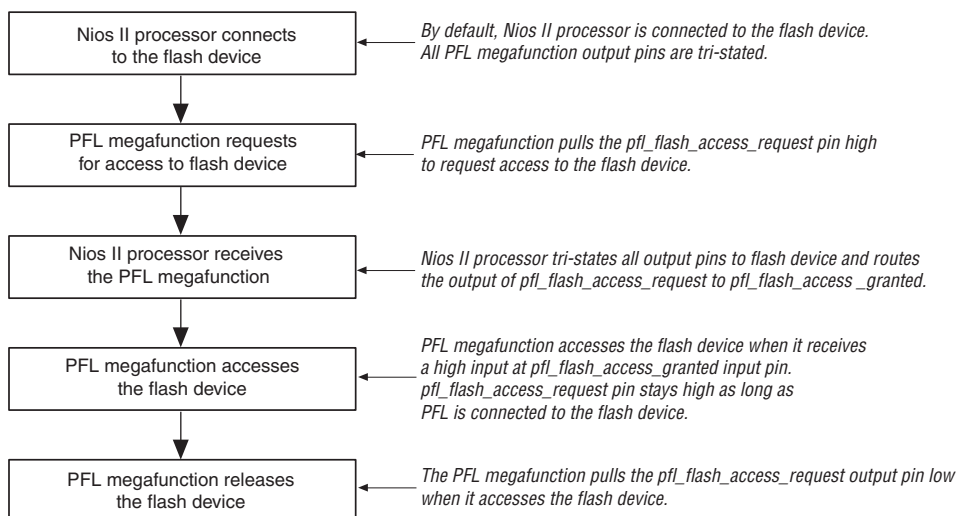 Nios II processor connects
to the flash device
By default, Nios II processor is connected to the flash device.
All PFL megafunction output pins are tri-stated.
PFL megafunction requests
for access to flash device
PFL megafunction pulls the pfl_flash_access_request pin high
to request access to the flash device.
Nios II processor receives
the PFL megafunction
Nios II processor tri-states all output pins to flash device and routes
the output of pfl_flash_access_request to pfl_flash_access _granted.
PFL megafunction accesses
the flash device
PFL megafunction accesses the flash device when it receives
a high input at pfl_flash_access_granted input pin.
pfl_flash_access_request pin stays high as long as
PFL is connected to the flash device.
PFL megafunction releases
the flash device
The PFL megafunction pulls the pfl_flash_access_request output pin low
when it accesses the flash device.